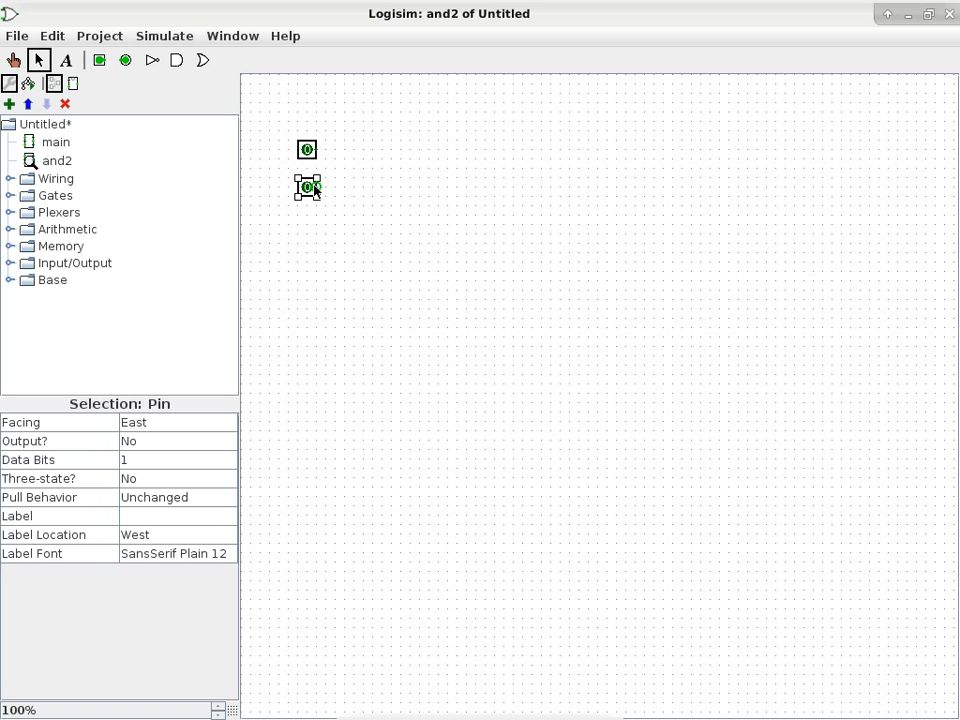 Logisim: and2 of Untitled
File Edit Project Simulate Window Help
A
Untitled*
main
and2
Wiring
Gates
Plexers
Arithmetic
Memory
Input/Output
Base
0
0
Selection: Pin
Facing East
Output? No
Data Bits 1
Three-state? No
Pull Behavior Unchanged
Label
Label Location West
Label Font SansSerif Plain 12
100%